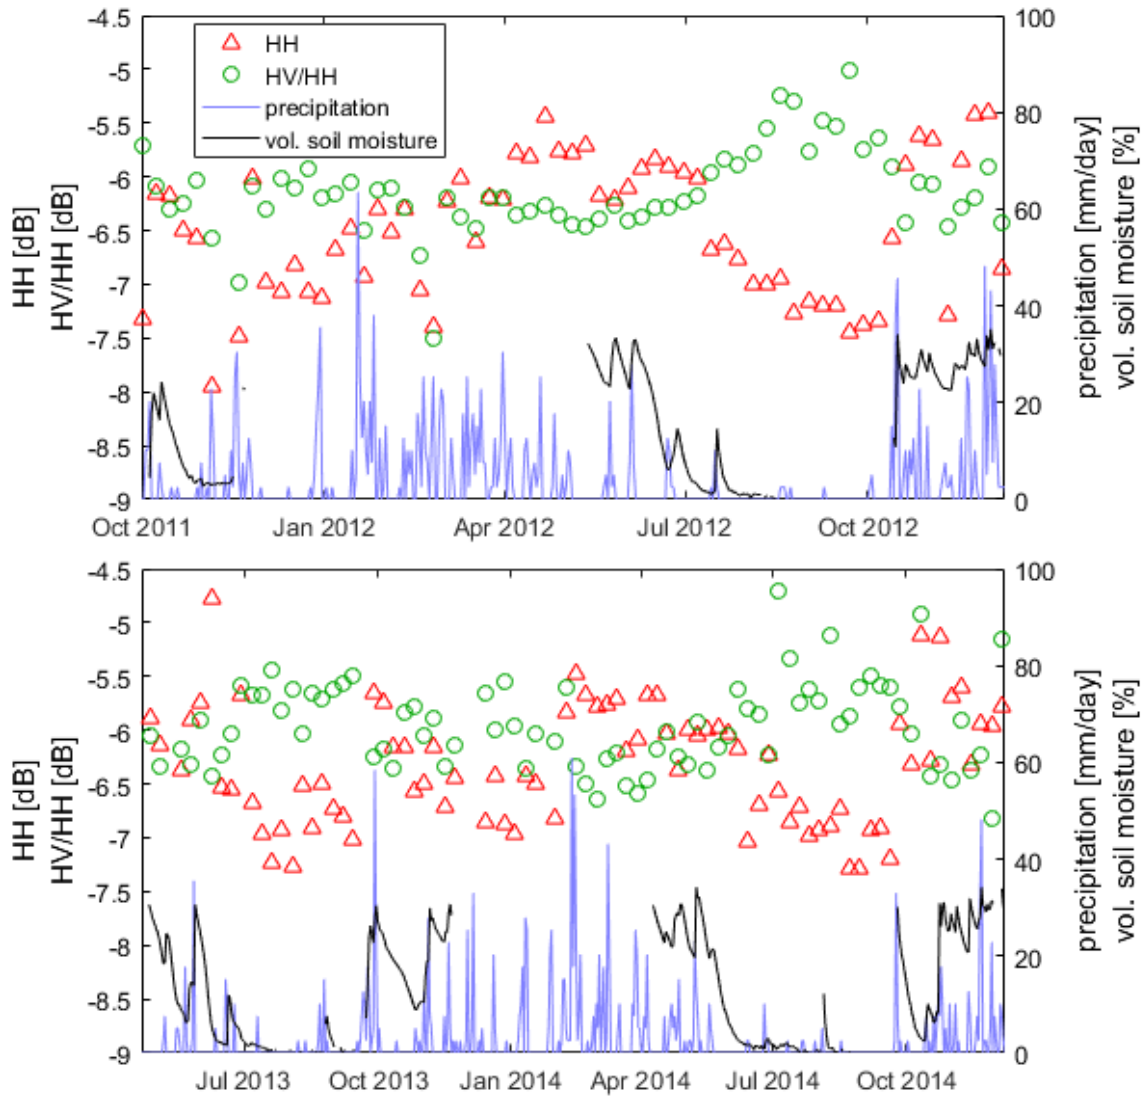 -4.5
-5
-5.5
-6
-6.5
-7
-7.5
-8
-8.5
-9
HH [dB]
HV/HH [dB]
HH
HV/HH
precipitation
vol. soil moisture
100
80
60
40
20
0
precipitation [mm/day]
vol. soil moisture [%]
Oct 2011
Jan 2012
Apr 2012
Jul 2012
Oct 2012
-4.5
-5
-5.5
-6
-6.5
-7
-7.5
-8
-8.5
-9
HH [dB]
HV/HH [dB]
100
80
60
40
20
0
precipitation [mm/day]
vol. soil moisture [%]
Jul 2013
Oct 2013
Jan 2014
Apr 2014
Jul 2014
Oct 2014